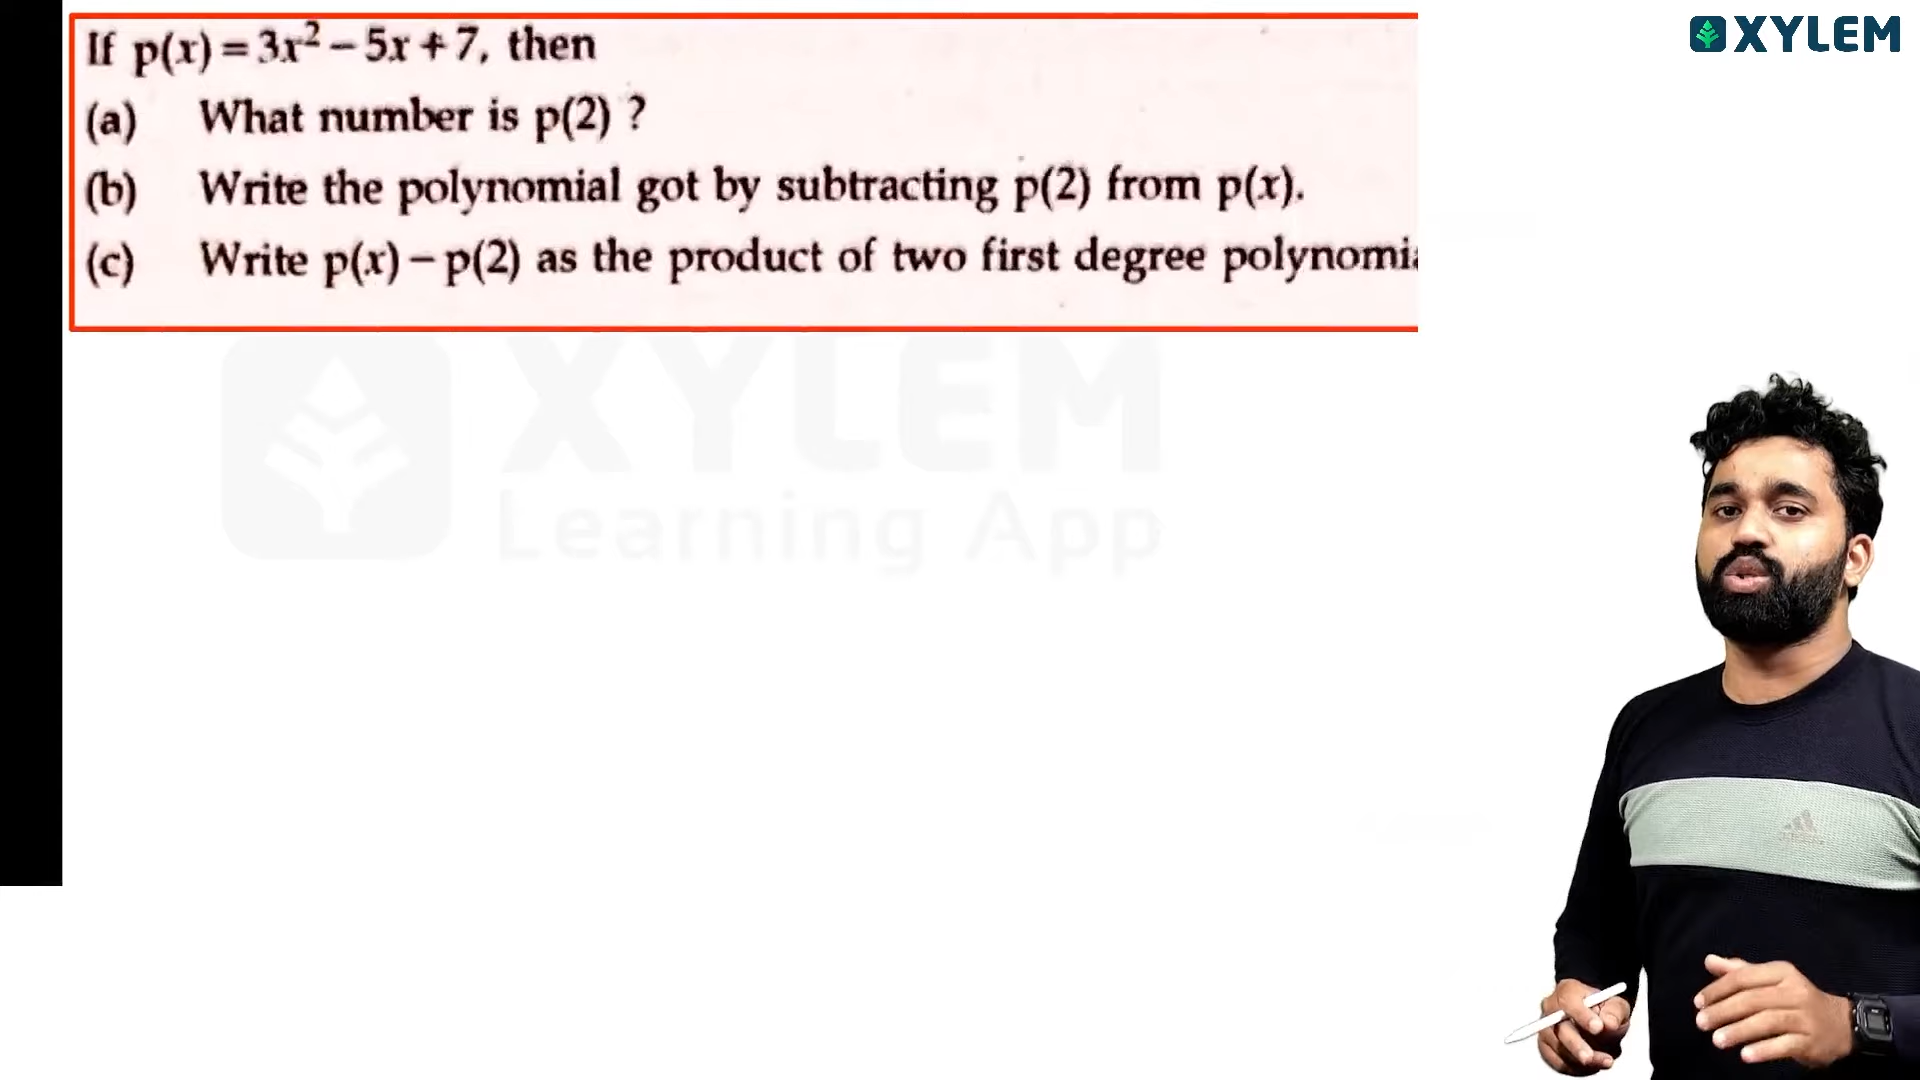 XYLEM
If p(x) = 3x² – 5x + 7, then
(a) What number is p(2) ?
(b) Write the polynomial got by subtracting p(2) from p(x).
(c) Write p(x) – p(2) as the product of two first degree
XYLEM
Learning App